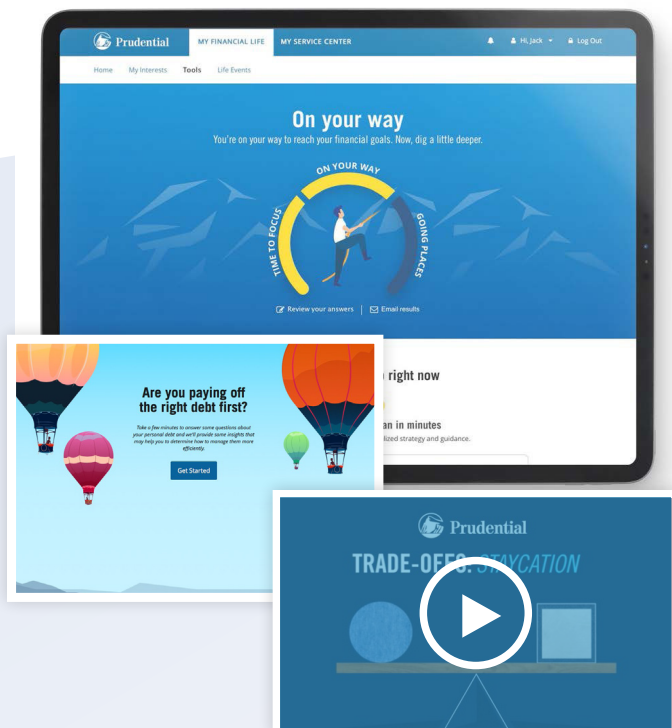 Prudential
MY FINANCIAL LIFE
MY SERVICE CENTER
Hi, Jack
Log Out
Home
My Interests
Tools
Life Events
On your way
You're on your way to reach your financial goals. Now, dig a little deeper.
TIME TO FOCUS
ON YOUR WAY
GOING PLACES
Review your answers
Email results
right now
an in minutes
lized strategy and guidance.
Are you paying off
the right debt first?
Take a few minutes to answer some questions about
your personal debt and we'll provide some insights that
may help you to determine how to manage them more
efficiently.
Get Started
Prudential
TRADE-OFFS: STAYCATION